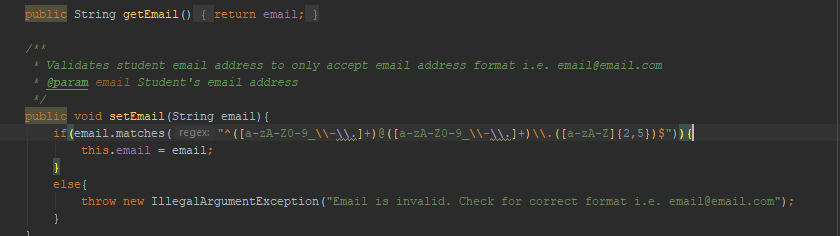 public String getEmail() { return email; }
/**
* Validates student email address to only accept email address format i.e. email@email.com
* @param email Student's email address
*/
public void setEmail(String email){
if(email.matches( regex: "^([a-zA-Z0-9_\\-\\.]+)@([a-zA-Z0-9_\\-\\.]+)\\.([a-zA-Z]{2,5})$")){
this.email = email;
}
else{
throw new IllegalArgumentException("Email is invalid. Check for correct format i.e. email@email.com");
}